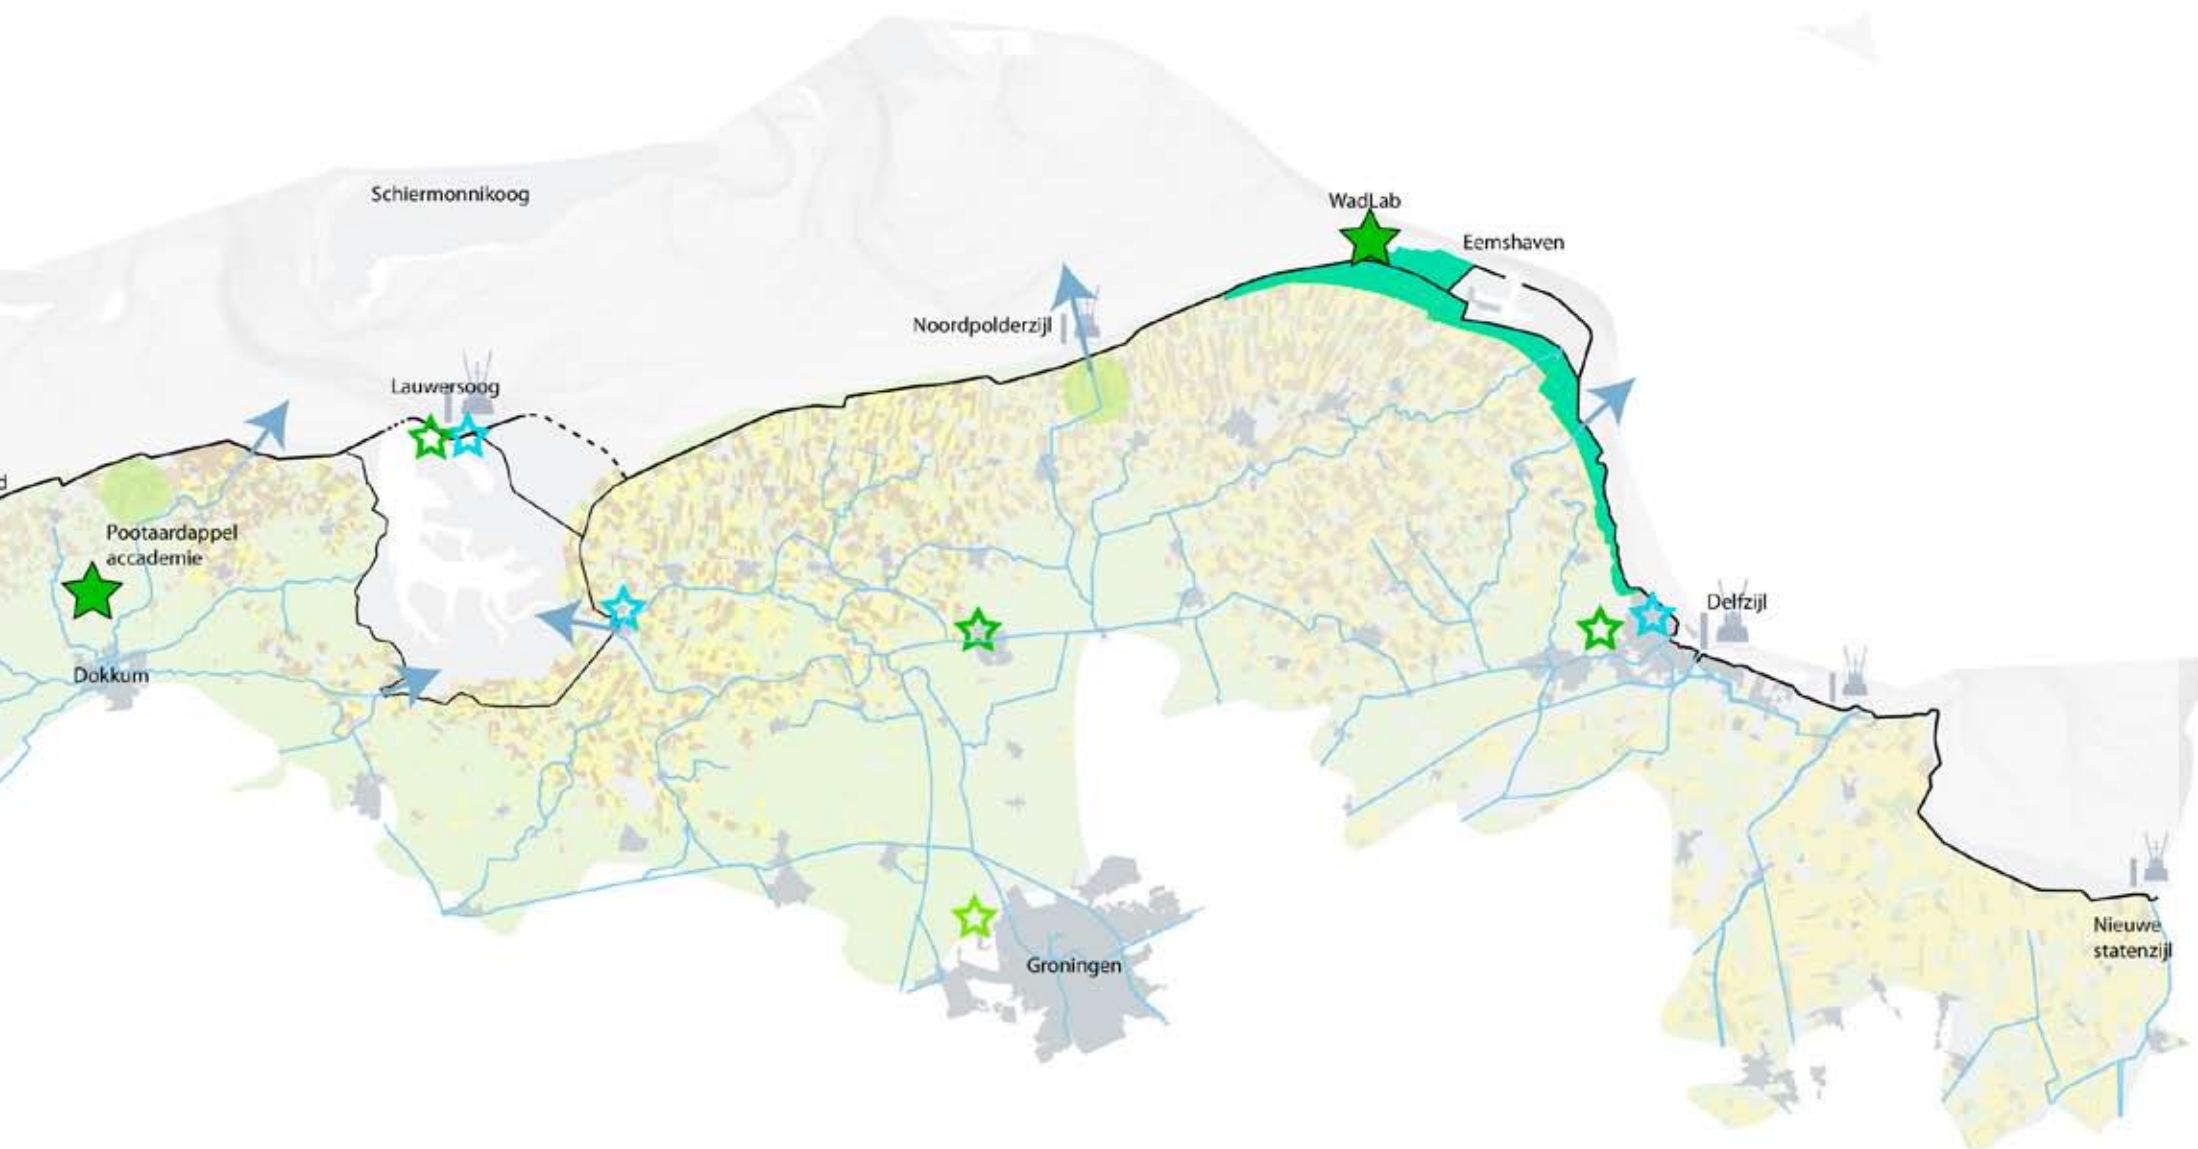 Schiermonnikoog
WadLab
Eemshaven
Noordpolderzijl
Lauwersoog
d
Pootaardappel
accademie
Delfzijl
Dokkum
Nieuwe
statenzijl
Groningen